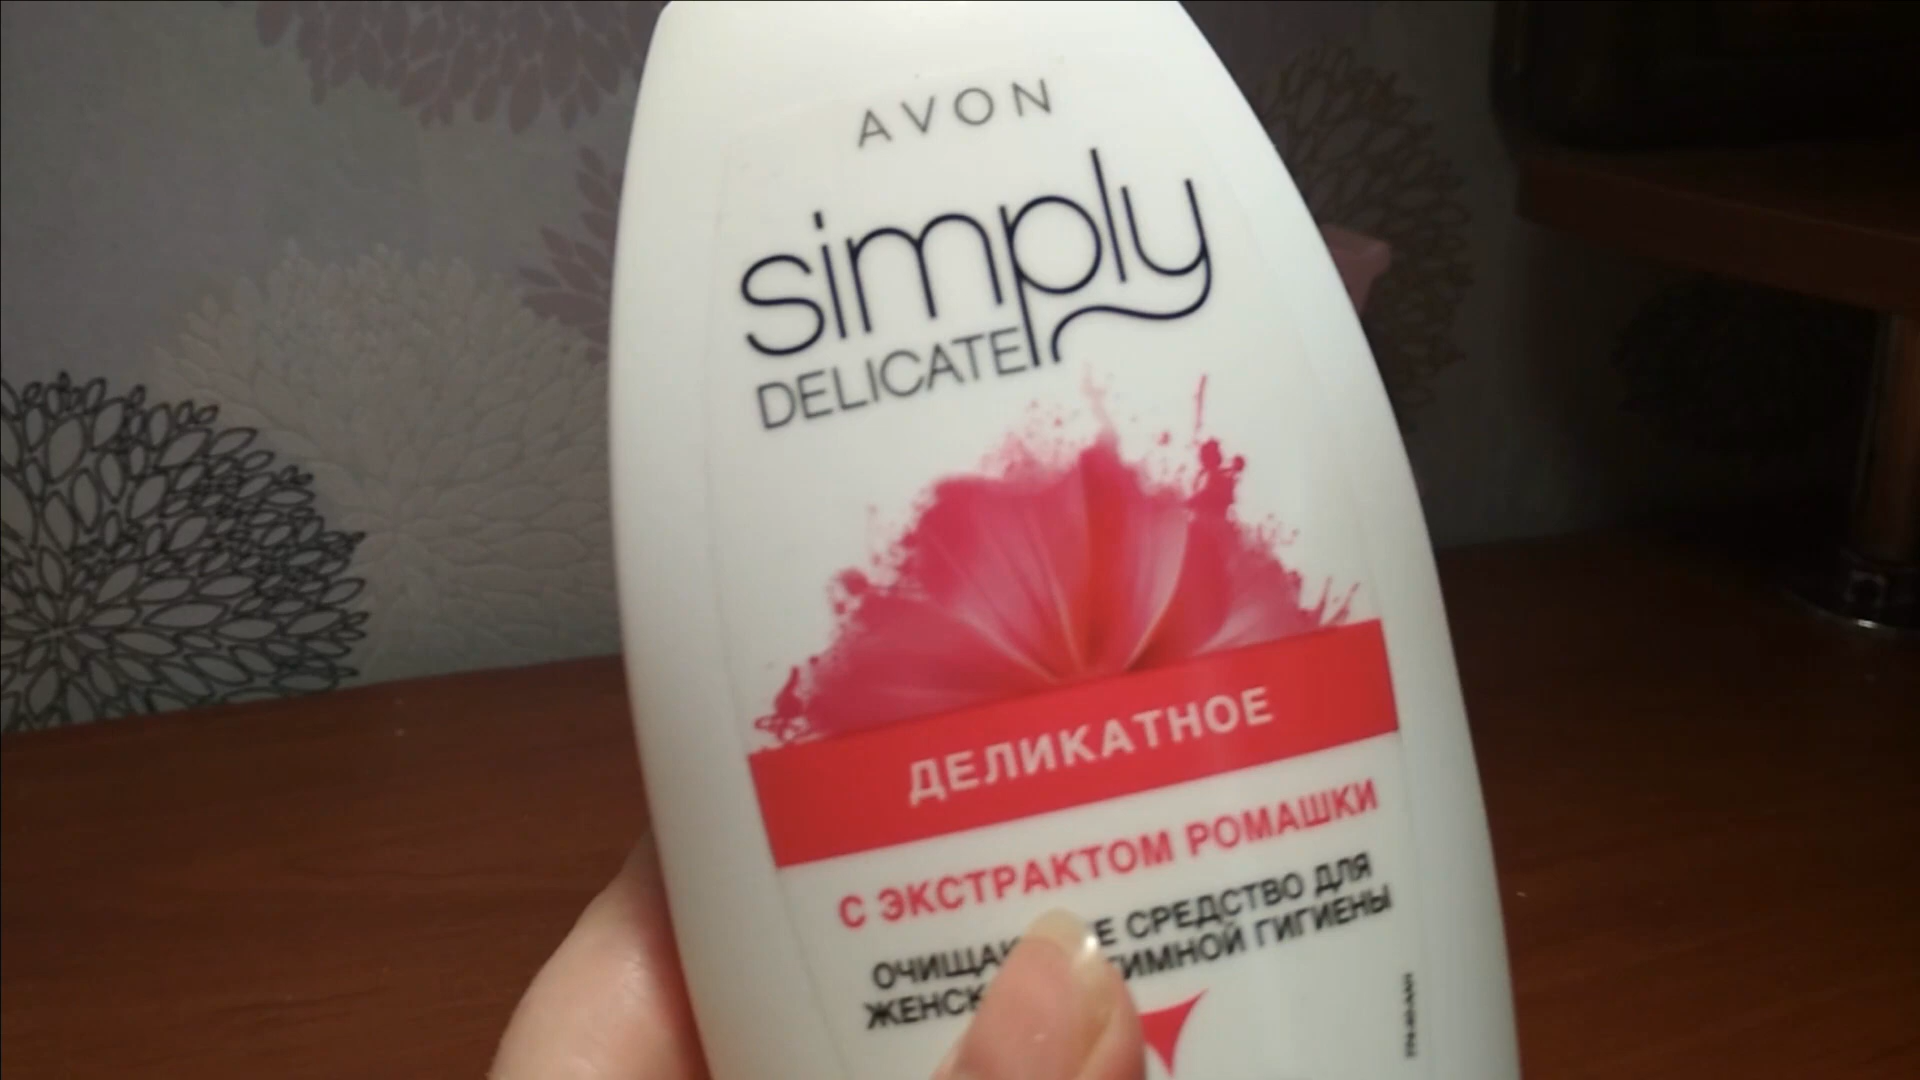 AVON
simply
DELICATE
ДЕЛИКАТНОЕ
С ЭКСТРАКТОМ РОМАШКИ
СРЕДСТВО ДЛЯ
ГИГИЕНЫ